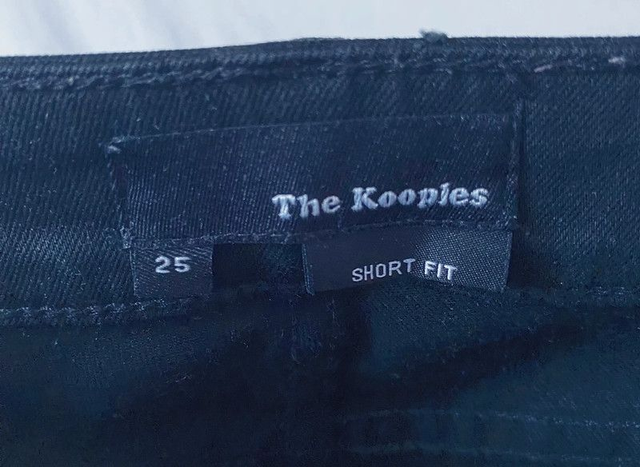 The Kooples
25
SHORT FIT